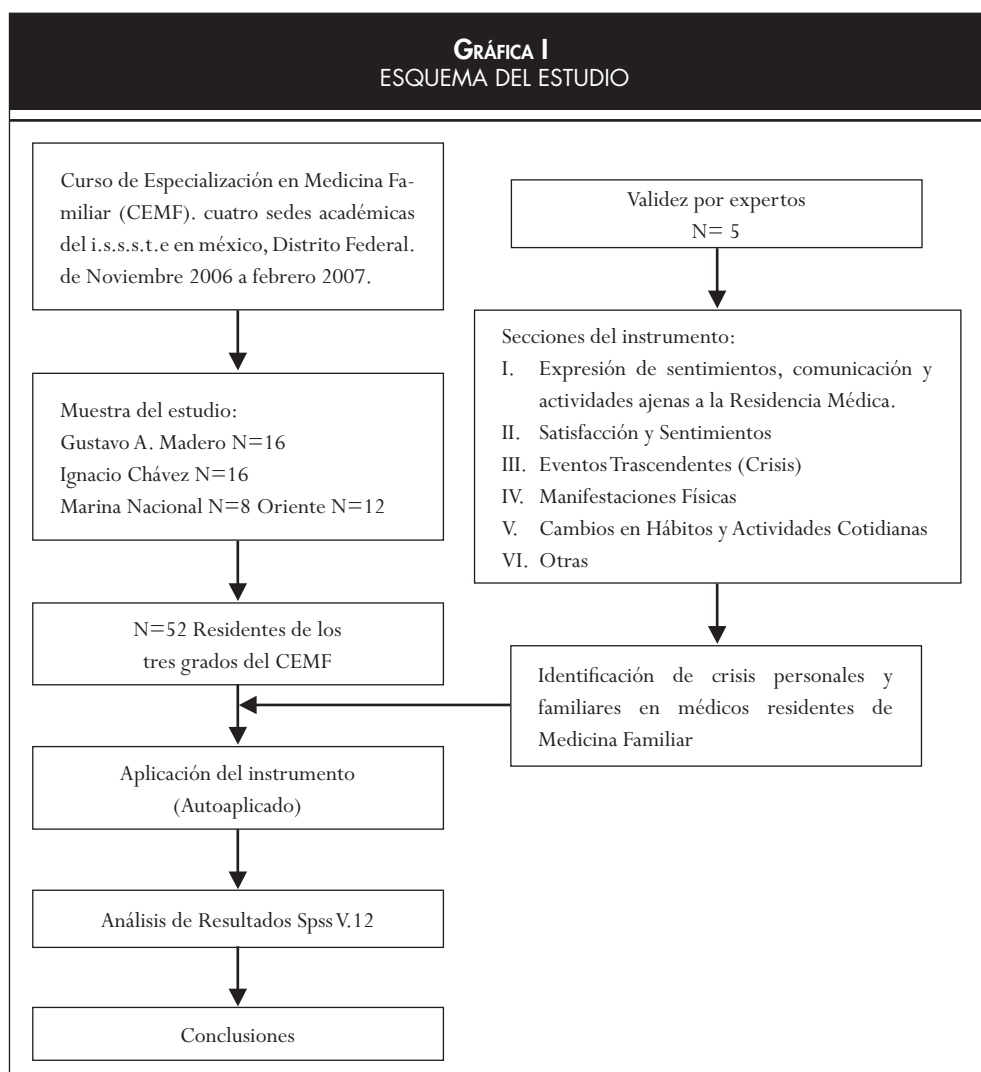 GRÁFICA I
ESQUEMA DEL ESTUDIO
Curso de Especialización en Medicina Fa-
miliar (CEMF). cuatro sedes académicas
del i.s.s.s.t.e en méxico, Distrito Federal.
de Noviembre 2006 a febrero 2007.
Muestra del estudio:
Gustavo A. Madero N=16
Ignacio Chávez N=16
Marina Nacional N=8 Oriente N=12
N=52 Residentes de los
tres grados del CEMF
Aplicación del instrumento
(Autoaplicado)
Análisis de Resultados Spss V.12
Conclusiones
Validez por expertos
N= 5
Secciones del instrumento:
I. Expresión de sentimientos, comunicación y
actividades ajenas a la Residencia Médica.
II. Satisfacción y Sentimientos
III. Eventos Trascendentes (Crisis)
IV. Manifestaciones Físicas
V. Cambios en Hábitos y Actividades Cotidianas
VI. Otras
Identificación de crisis personales y
familiares en médicos residentes de
Medicina Familiar